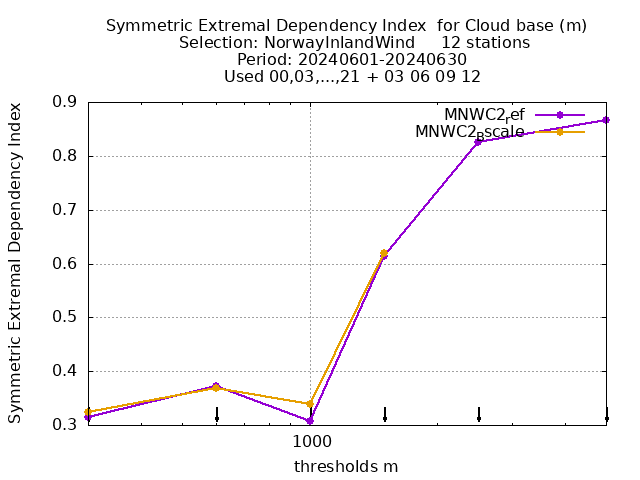 Symmetric Extremal Dependency Index  for Cloud base (m)
Selection: NorwayInlandWind     12 stations
Period: 20240601-20240630
Used 00,03,...,21 + 03 06 09 12
Symmetric Extremal Dependency Index
0.9
0.8
0.7
0.6
0.5
0.4
0.3
MNWC2ref
MNWC2Bscale
1000
thresholds m